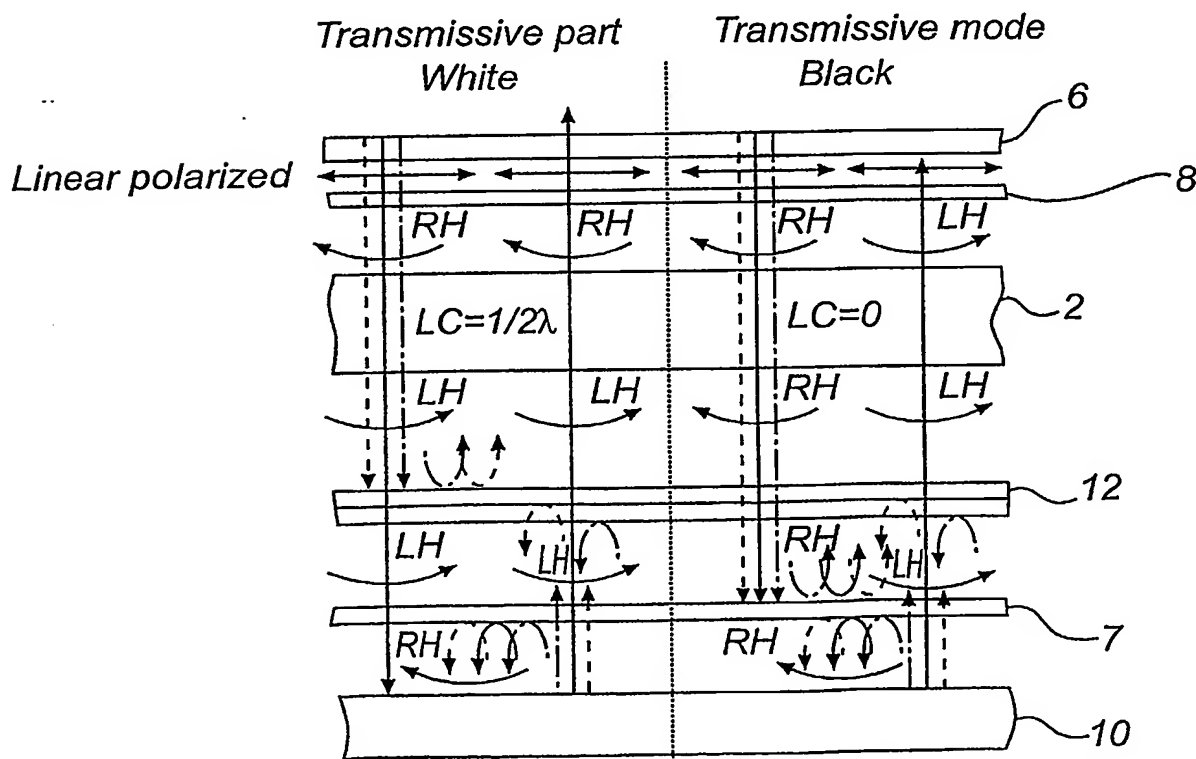 Transmissive part
White
Transmissive mode
Black
6
Linear polarized
8
RH RH RH LH
LC=1/2λ LC=0
2
LH LH RH LH
12
LH LH RH LH
7
RH RH
10